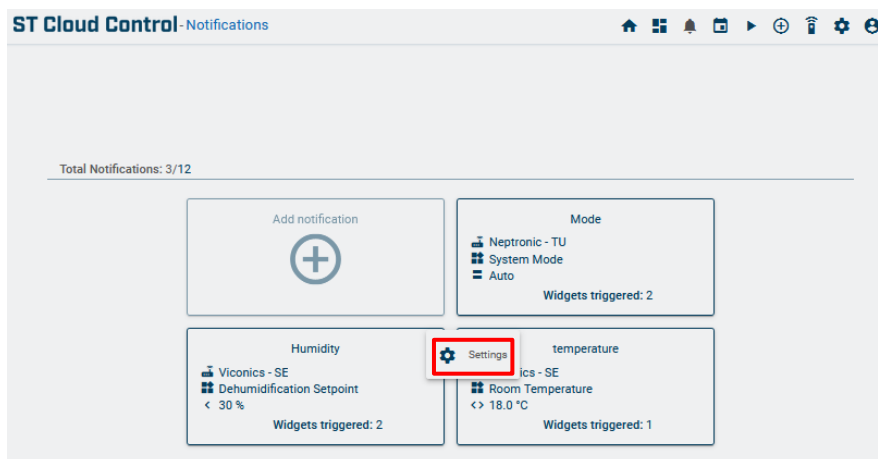 ST Cloud Control - Notifications
Total Notifications: 3/12
Add notification
Mode
Neptronic - TU
System Mode
Auto
Widgets triggered: 2
Humidity
Viconics - SE
Dehumidification Setpoint
< 30 %
Widgets triggered: 2
Settings
temperature
ics - SE
Room Temperature
<> 18.0 °C
Widgets triggered: 1